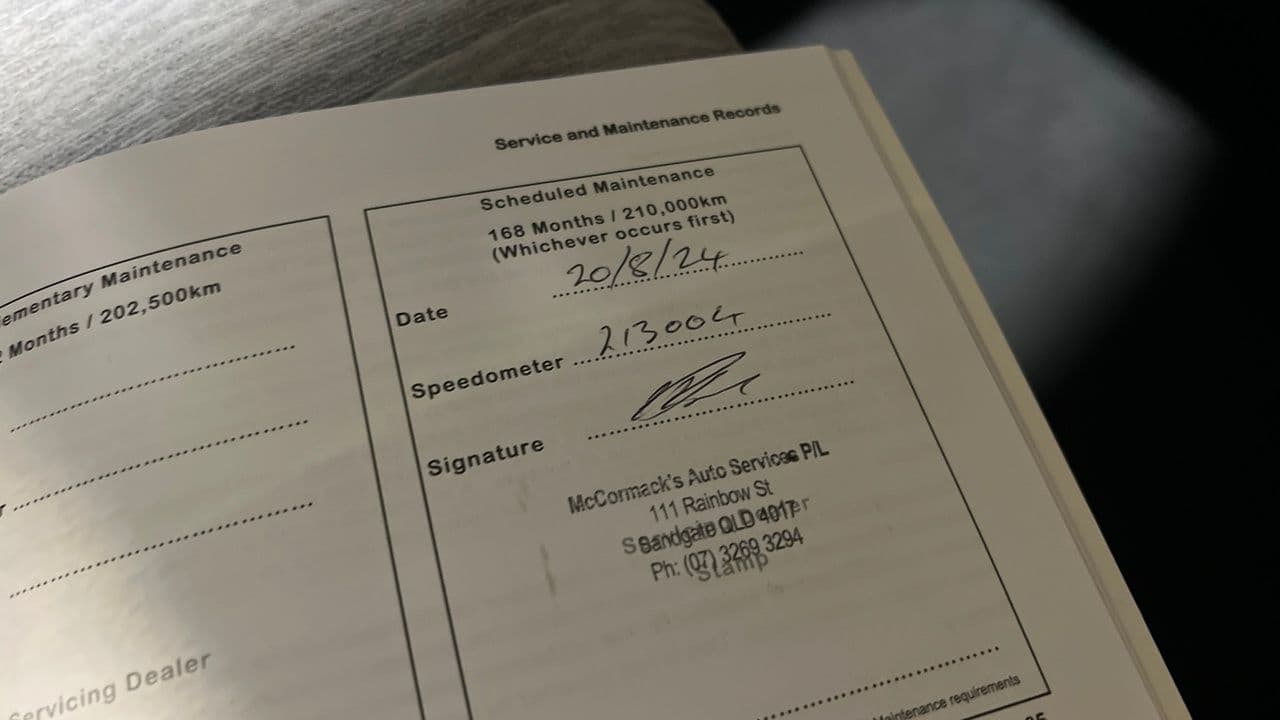 Service and Maintenance Records
ementary Maintenance
Months / 202,500km
Servicing Dealer
Scheduled Maintenance
168 Months / 210,000km
(Whichever occurs first)
Date 20/8/24
Speedometer 213004
Signature
McCormack's Auto Services P/L
111 Rainbow St
Sandgate QLD 4017
Ph: (07) 3269 3294
Stamp
Maintenance requirements